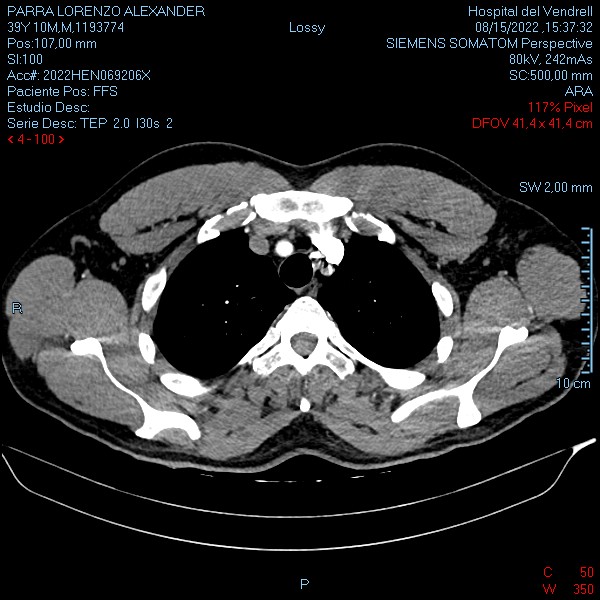 PARRA LORENZO ALEXANDER
39Y 10M,M,1193774
Pos:107,00 mm
SI:100
Acc#: 2022HEN069206X
Paciente Pos: FFS
Estudio Desc:
Serie Desc: TEP 2.0 I30s 2
< 4-100 >
Lossy
Hospital del Vendrell
08/15/2022 ,15:37:32
SIEMENS SOMATOM Perspective
80kV, 242mAs
SC:500,00 mm
ARA
117% Pixel
DFOV 41,4 x 41,4 cm
SW 2,00 mm
R
10 cm
P
C 50
W 350